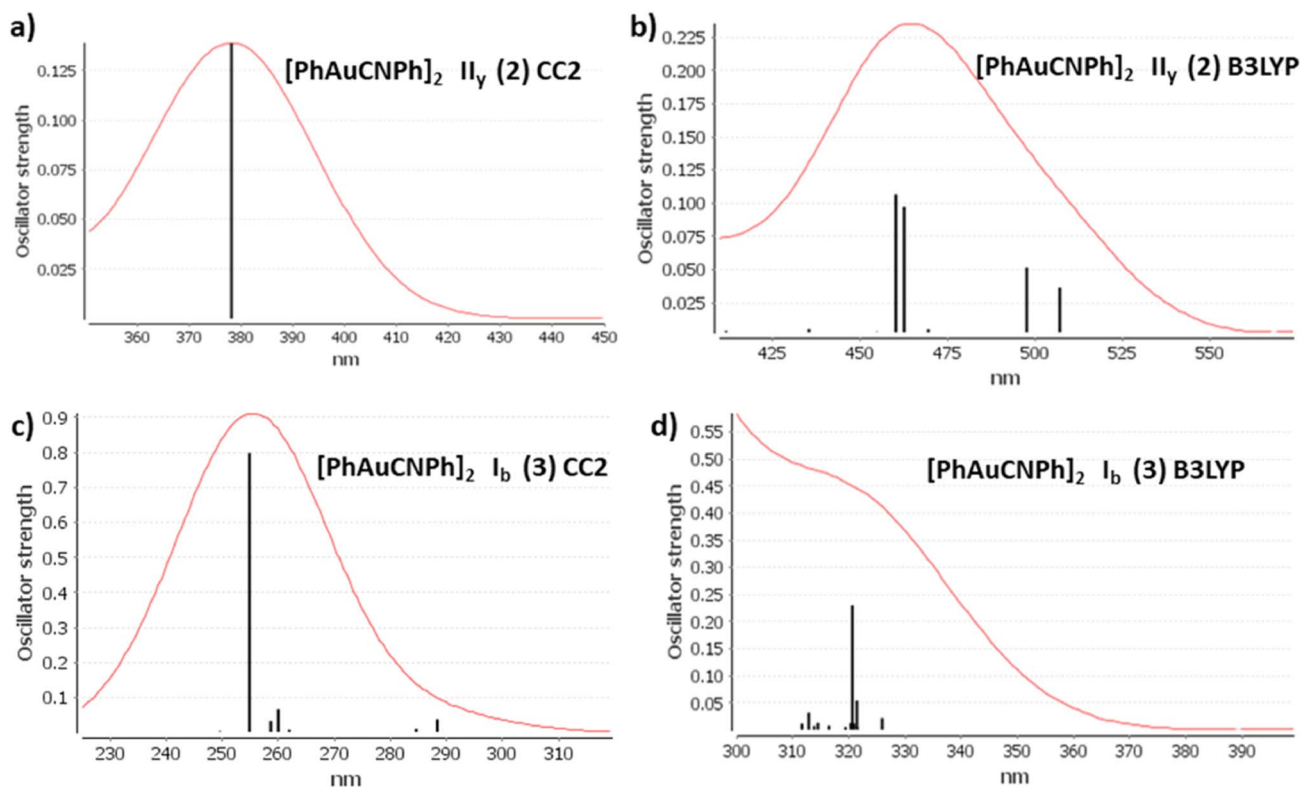 a)
[PhAuCNPh]₂ II_y (2) CC2
Oscillator strength
0.125
0.100
0.075
0.050
0.025
360 370 380 390 400 410 420 430 440 450
nm
b)
[PhAuCNPh]₂ II_y (2) B3LYP
Oscillator strength
0.225
0.200
0.175
0.150
0.125
0.100
0.075
0.050
0.025
425 450 475 500 525 550
nm
c)
[PhAuCNPh]₂ I_b (3) CC2
Oscillator strength
0.9
0.8
0.7
0.6
0.5
0.4
0.3
0.2
0.1
230 240 250 260 270 280 290 300 310
nm
d)
[PhAuCNPh]₂ I_b (3) B3LYP
Oscillator strength
0.55
0.50
0.45
0.40
0.35
0.30
0.25
0.20
0.15
0.10
0.05
300 310 320 330 340 350 360 370 380 390
nm